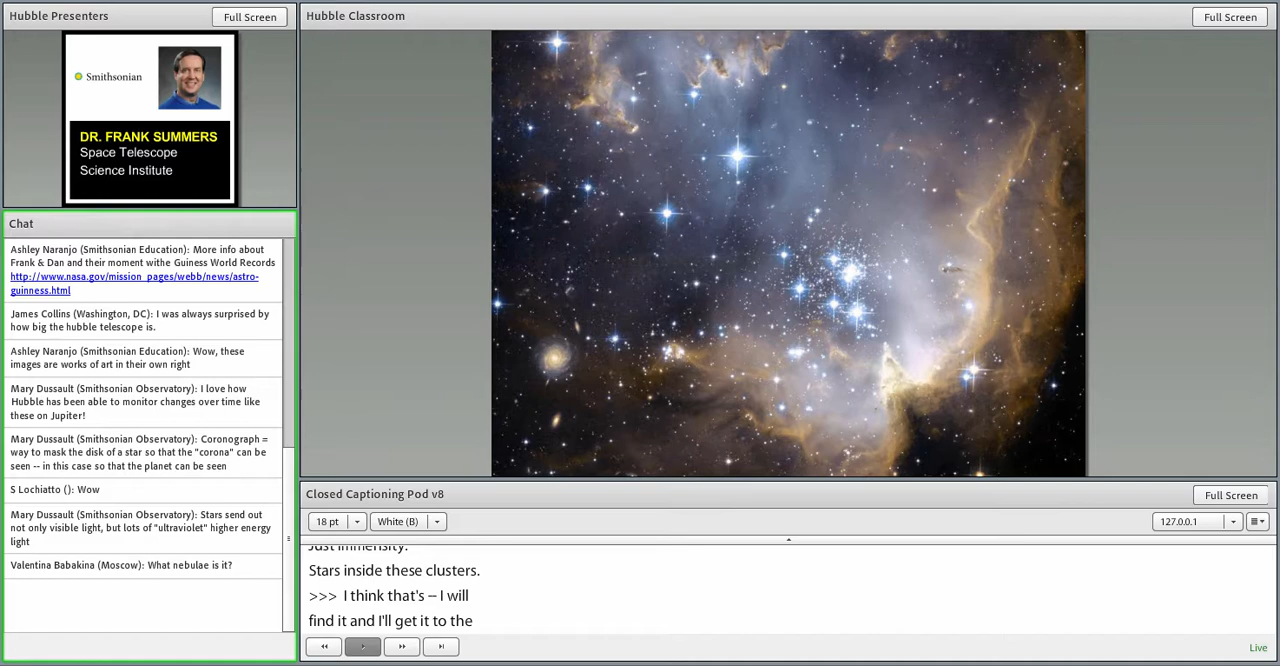 Hubble Presenters
Full Screen
Smithsonian
DR. FRANK SUMMERS
Space Telescope
Science Institute
Chat
Ashley Naranjo (Smithsonian Education): More info about
Frank & Dan and their moment withe Guiness World Records
http://www.nasa.gov/mission_pages/webb/news/astro-
guinness.html
James Collins (Washington, DC): I was always surprised by
how big the hubble telescope is.
Ashley Naranjo (Smithsonian Education): Wow, these
images are works of art in their own right
Mary Dussault (Smithsonian Observatory): I love how
Hubble has been able to monitor changes over time like
these on Jupiter!
Mary Dussault (Smithsonian Observatory): Coronograph =
way to mask the disk of a star so that the "corona" can be
seen -- in this case so that the planet can be seen
S Lochiatto (): Wow
Mary Dussault (Smithsonian Observatory): Stars send out
not only visible light, but lots of "ultraviolet" higher energy
light
Valentina Babakina (Moscow): What nebulae is it?
Hubble Classroom
Full Screen
Closed Captioning Pod v8
Full Screen
18 pt
White (B)
127.0.0.1
Just immensity.
Stars inside these clusters.
>>> I think that's – I will
find it and I'll get it to the
Live